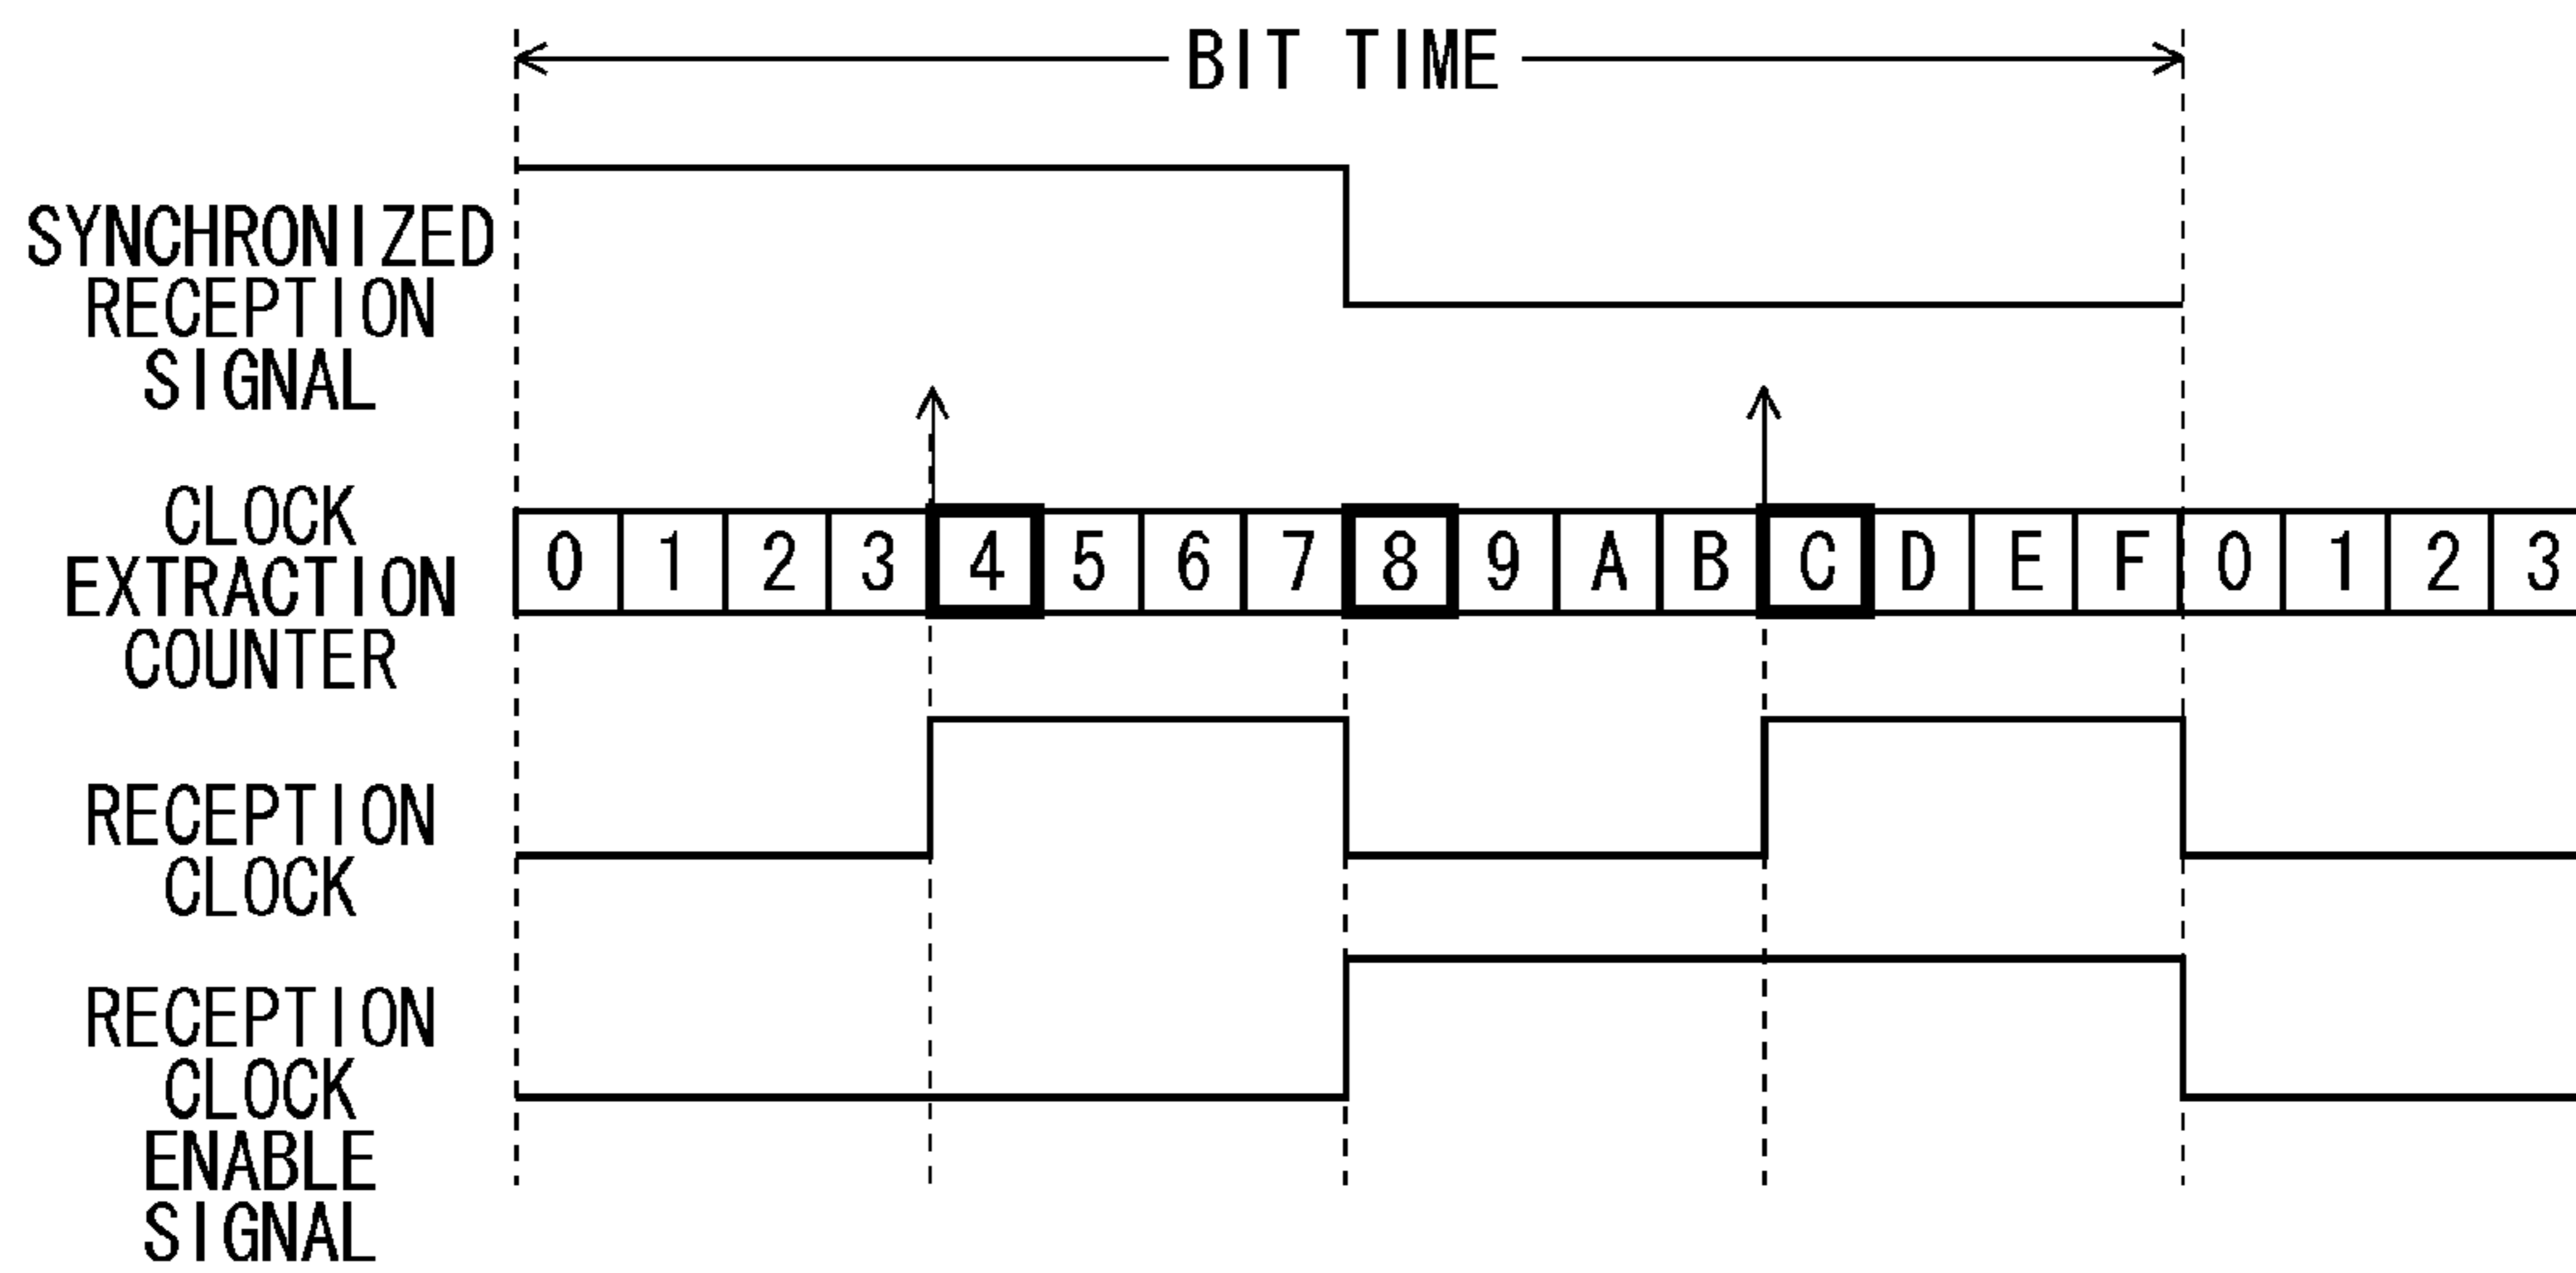 BIT TIME
SYNCHRONIZED
RECEPTION
SIGNAL
CLOCK
EXTRACTION
COUNTER
0 1 2 3 4 5 6 7 8 9 A B C D E F 0 1 2 3
RECEPTION
CLOCK
RECEPTION
CLOCK
ENABLE
SIGNAL